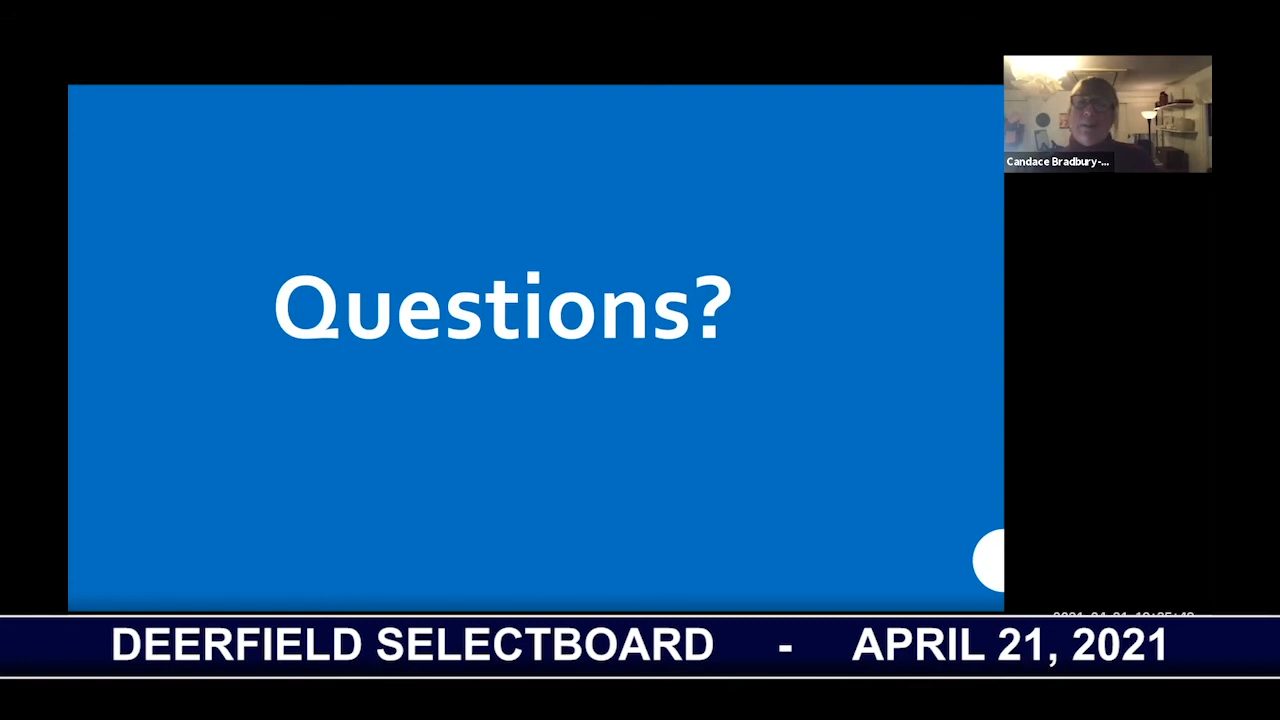 Questions?
Candace Bradbury-...
DEERFIELD SELECTBOARD - APRIL 21, 2021